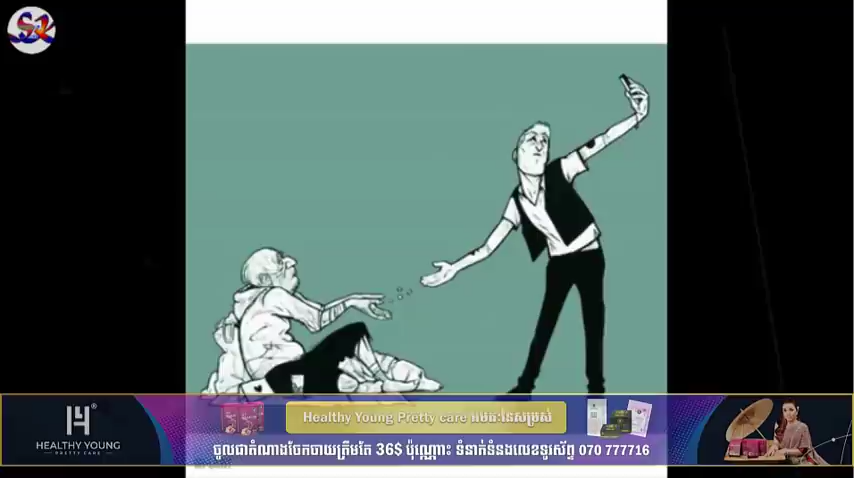 SR
Healthy Young Pretty care អមតៈនៃសម្រស់
HEALTHY YOUNG
PRETTY CARE
ចូលជាតំណាងចែកចាយត្រឹមតែ 36$ ប៉ុណ្ណោះ ទំនាក់ទំនងលេខទូរស័ព្ទ 070 777716